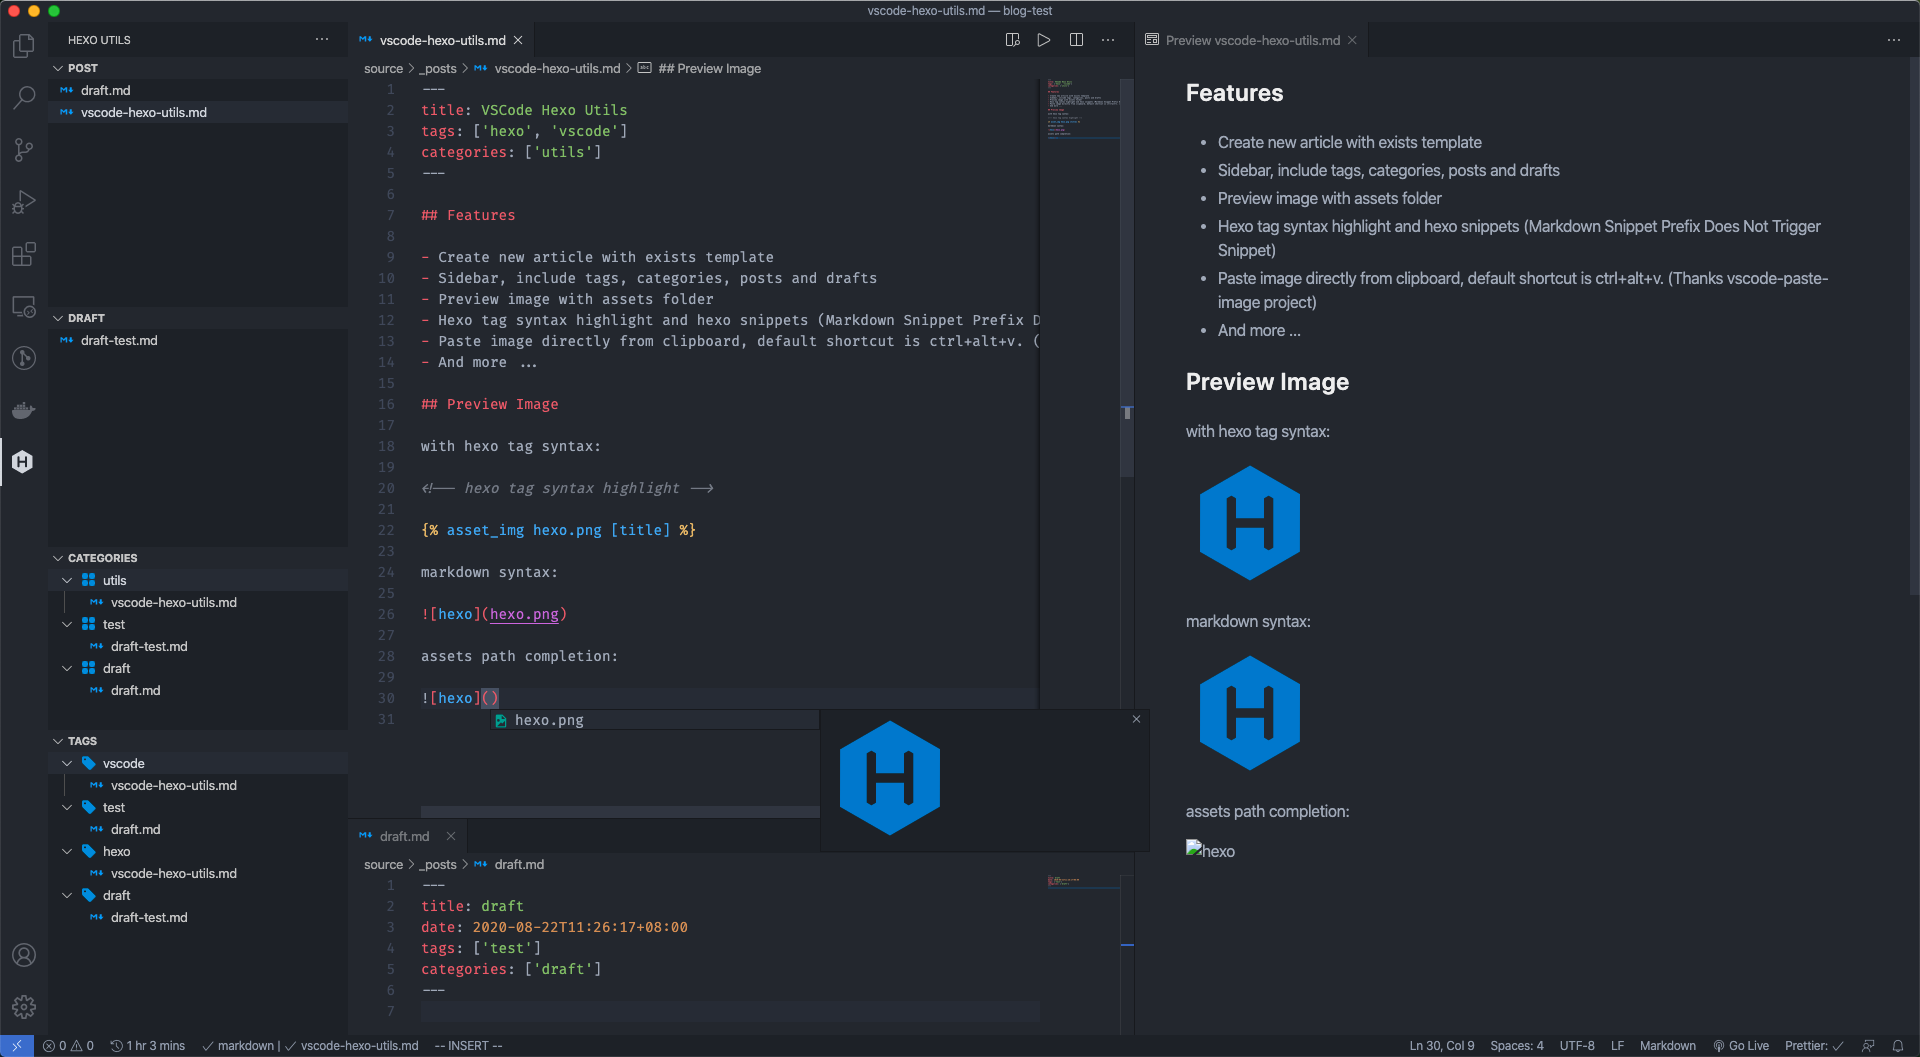 vscode-hexo-utils.md — blog-test
HEXO UTILS
POST
draft.md
vscode-hexo-utils.md
DRAFT
draft-test.md
CATEGORIES
utils
vscode-hexo-utils.md
test
draft-test.md
draft
draft.md
TAGS
vscode
vscode-hexo-utils.md
test
draft.md
hexo
vscode-hexo-utils.md
draft
draft-test.md
vscode-hexo-utils.md
source > _posts > vscode-hexo-utils.md > ## Preview Image
1 ---
2 title: VSCode Hexo Utils
3 tags: ['hexo', 'vscode']
4 categories: ['utils']
5 ---
6
7 ## Features
8
9 - Create new article with exists template
10 - Sidebar, include tags, categories, posts and drafts
11 - Preview image with assets folder
12 - Hexo tag syntax highlight and hexo snippets (Markdown Snippet Prefix D
13 - Paste image directly from clipboard, default shortcut is ctrl+alt+v. (
14 - And more ...
15
16 ## Preview Image
17
18 with hexo tag syntax:
19
20 <!-- hexo tag syntax highlight -->
21
22 {% asset_img hexo.png [title] %}
23
24 markdown syntax:
25
26 ![hexo](hexo.png)
27
28 assets path completion:
29
30 ![hexo]()
31
hexo.png
draft.md
source > _posts > draft.md
1 ---
2 title: draft
3 date: 2020-08-22T11:26:17+08:00
4 tags: ['test']
5 categories: ['draft']
6 ---
7
Preview vscode-hexo-utils.md
Features
• Create new article with exists template
• Sidebar, include tags, categories, posts and drafts
• Preview image with assets folder
• Hexo tag syntax highlight and hexo snippets (Markdown Snippet Prefix Does Not Trigger
Snippet)
• Paste image directly from clipboard, default shortcut is ctrl+alt+v. (Thanks vscode-paste-
image project)
• And more ...
Preview Image
with hexo tag syntax:
markdown syntax:
assets path completion:
hexo
0 0 1 hr 3 mins markdown | vscode-hexo-utils.md -- INSERT -- Ln 30, Col 9 Spaces: 4 UTF-8 LF Markdown Go Live Prettier: